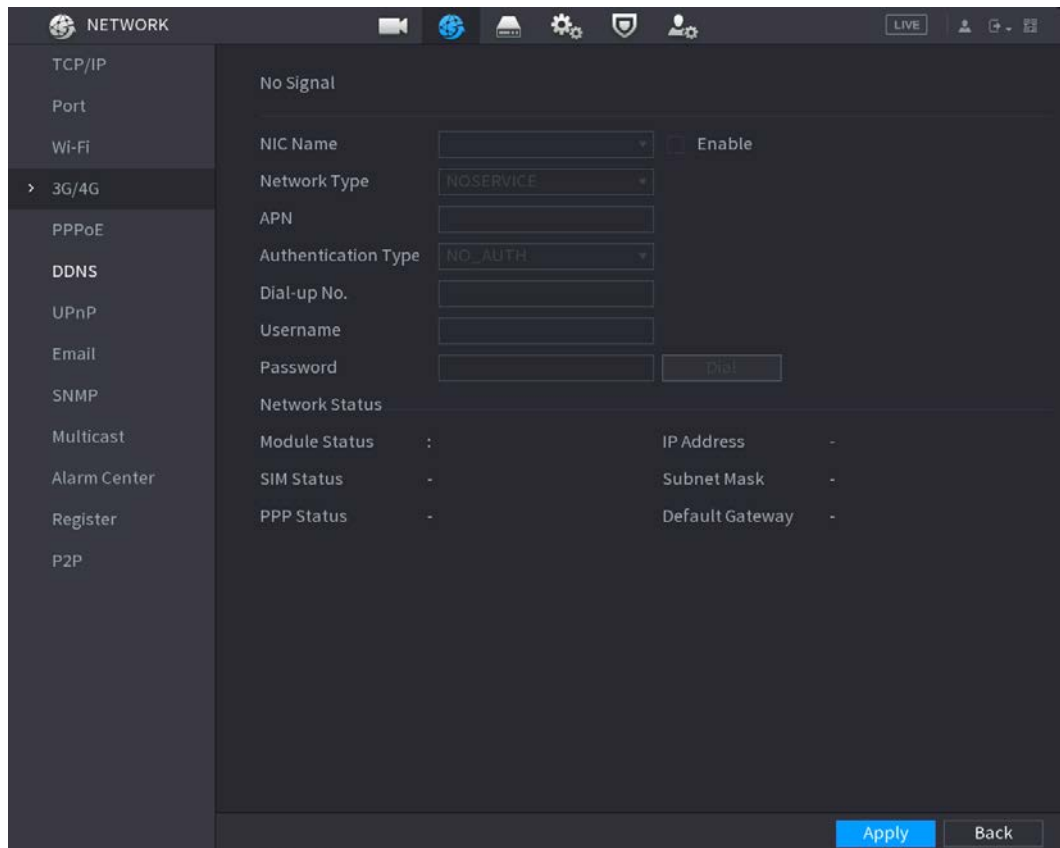 NETWORK LIVE
TCP/IP
Port
Wi-Fi
3G/4G
PPPoE
DDNS
UPnP
Email
SNMP
Multicast
Alarm Center
Register
P2P
No Signal
NIC Name Enable
Network Type NOSERVICE
APN
Authentication Type NO_AUTH
Dial-up No.
Username
Password Dial
Network Status
Module Status : IP Address -
SIM Status - Subnet Mask -
PPP Status - Default Gateway -
Apply Back